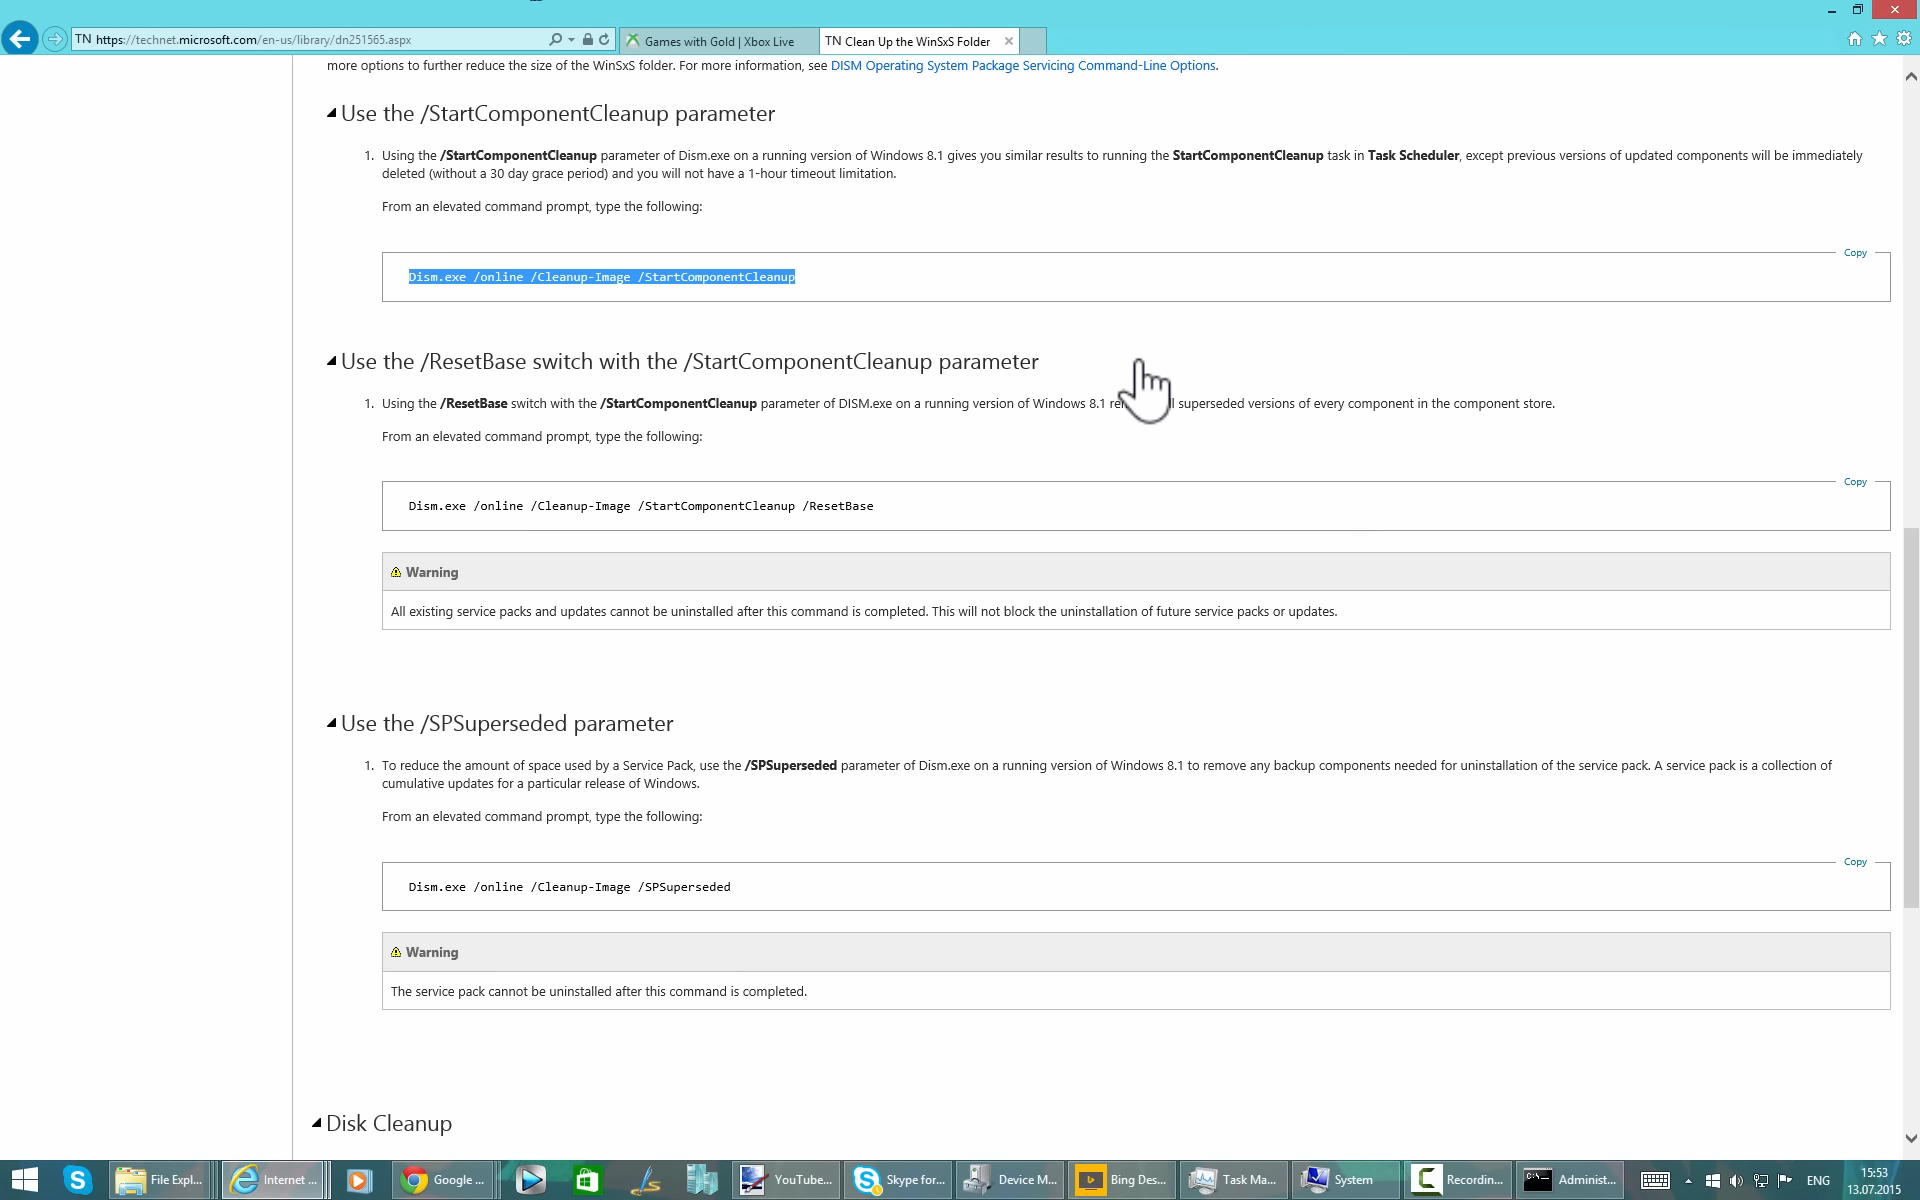 TN https://technet.microsoft.com/en-us/library/dn251565.aspx
Games with Gold | Xbox Live
TN Clean Up the WinSxS Folder
more options to further reduce the size of the WinSxS folder. For more information, see DISM Operating System Package Servicing Command-Line Options.
Use the /StartComponentCleanup parameter
1. Using the /StartComponentCleanup parameter of Dism.exe on a running version of Windows 8.1 gives you similar results to running the StartComponentCleanup task in Task Scheduler, except previous versions of updated components will be immediately
deleted (without a 30 day grace period) and you will not have a 1-hour timeout limitation.
From an elevated command prompt, type the following:
Copy
Dism.exe /online /Cleanup-Image /StartComponentCleanup
Use the /ResetBase switch with the /StartComponentCleanup parameter
1. Using the /ResetBase switch with the /StartComponentCleanup parameter of DISM.exe on a running version of Windows 8.1 superseded versions of every component in the component store.
From an elevated command prompt, type the following:
Copy
Dism.exe /online /Cleanup-Image /StartComponentCleanup /ResetBase
Warning
All existing service packs and updates cannot be uninstalled after this command is completed. This will not block the uninstallation of future service packs or updates.
Use the /SPSuperseded parameter
1. To reduce the amount of space used by a Service Pack, use the /SPSuperseded parameter of Dism.exe on a running version of Windows 8.1 to remove any backup components needed for uninstallation of the service pack. A service pack is a collection of
cumulative updates for a particular release of Windows.
From an elevated command prompt, type the following:
Copy
Dism.exe /online /Cleanup-Image /SPSuperseded
Warning
The service pack cannot be uninstalled after this command is completed.
Disk Cleanup
File Expl...
Internet ...
Google ...
YouTube...
Skype for...
Device M...
Bing Des...
Task Ma...
System
Recordin...
Administ...
ENG
15:53
13.07.2015